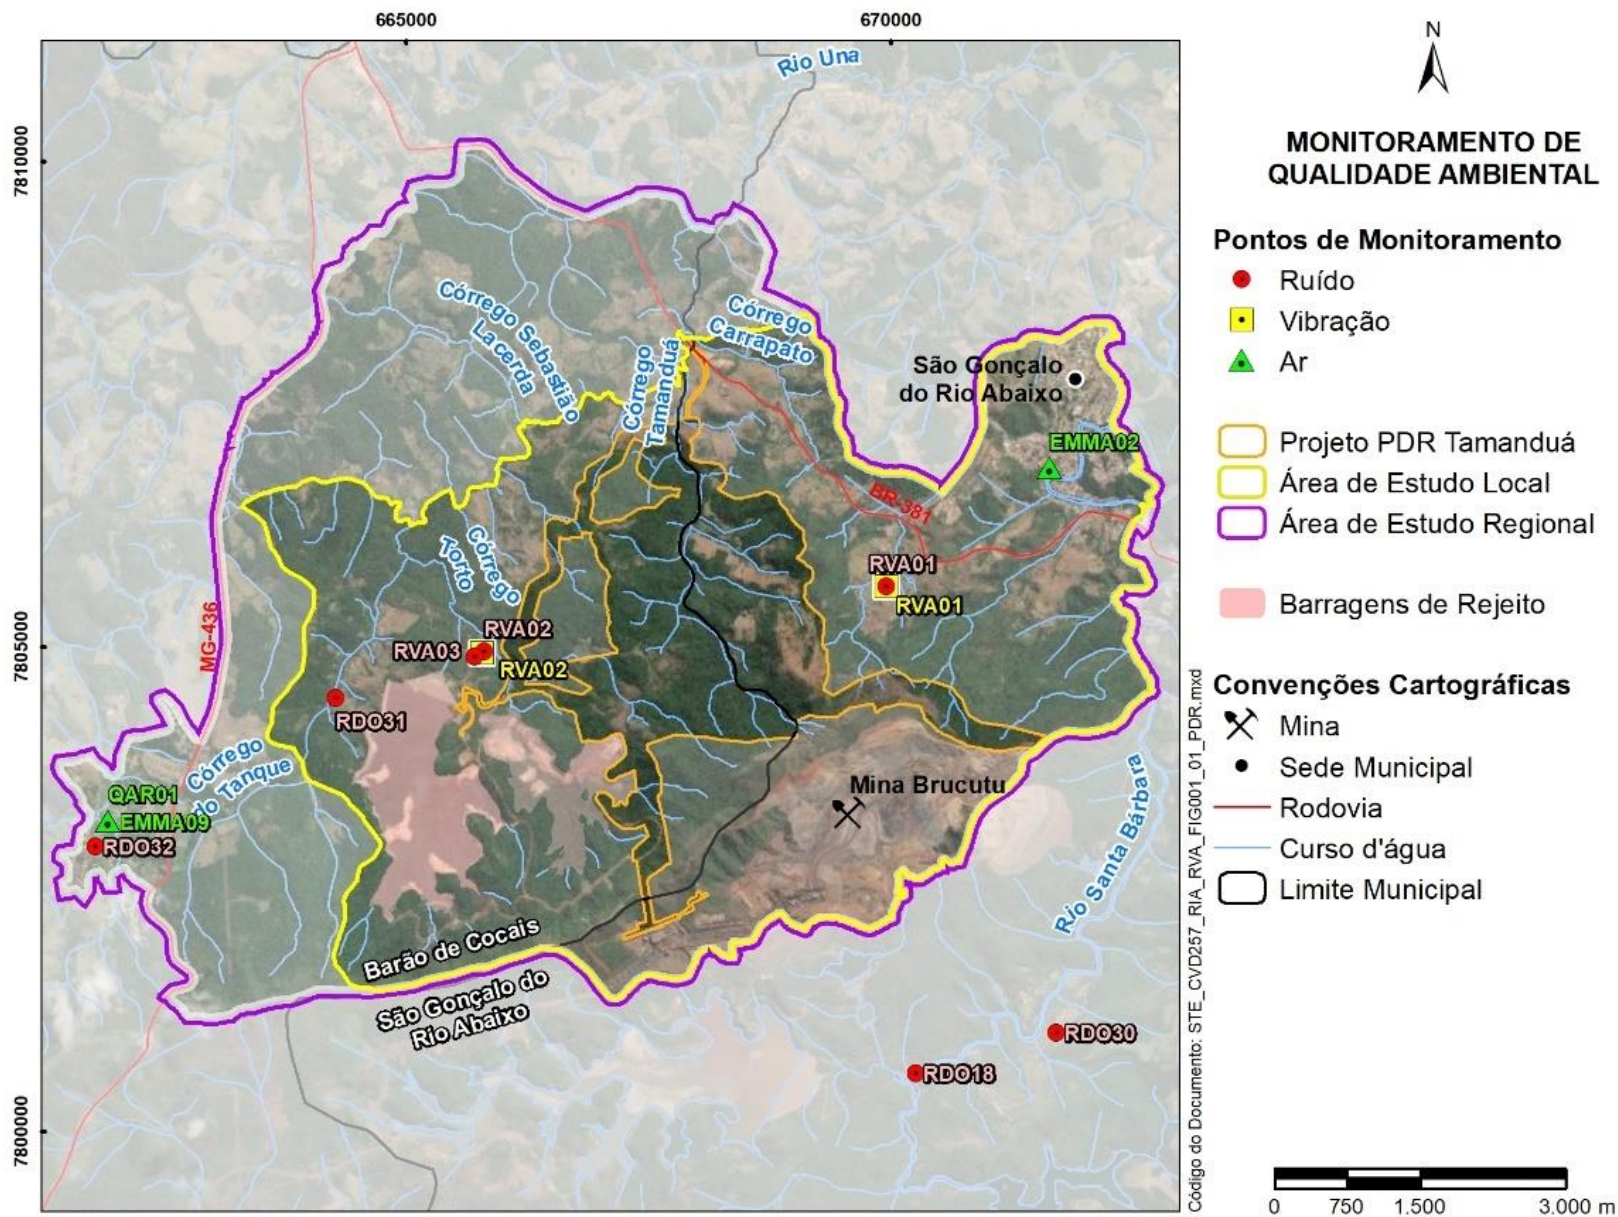 665000
670000
7810000
7805000
7800000
Rio Una
Córrego Sebastião
Lacerda
Córrego
Tamanduá
Córrego
Carrapato
São Gonçalo
do Rio Abaixo
EMMA02
BR-381
Córrego
Torto
RVA01
RVA01
MG-436
RVA02
RVA03
RVA02
RDO31
Córrego
do Tanque
QAR01
EMMA09
RDO32
Mina Brucutu
Rio Santa Bárbara
Barão de Cocais
São Gonçalo do
Rio Abaixo
RDO30
RDO18
Código do Documento: STE_CVD257_RIA_RVA_FIG001_01_PDR.mxd
N
MONITORAMENTO DE
QUALIDADE AMBIENTAL
Pontos de Monitoramento
Ruído
Vibração
Ar
Projeto PDR Tamanduá
Área de Estudo Local
Área de Estudo Regional
Barragens de Rejeito
Convenções Cartográficas
Mina
Sede Municipal
Rodovia
Curso d'água
Limite Municipal
0 750 1.500 3.000 m